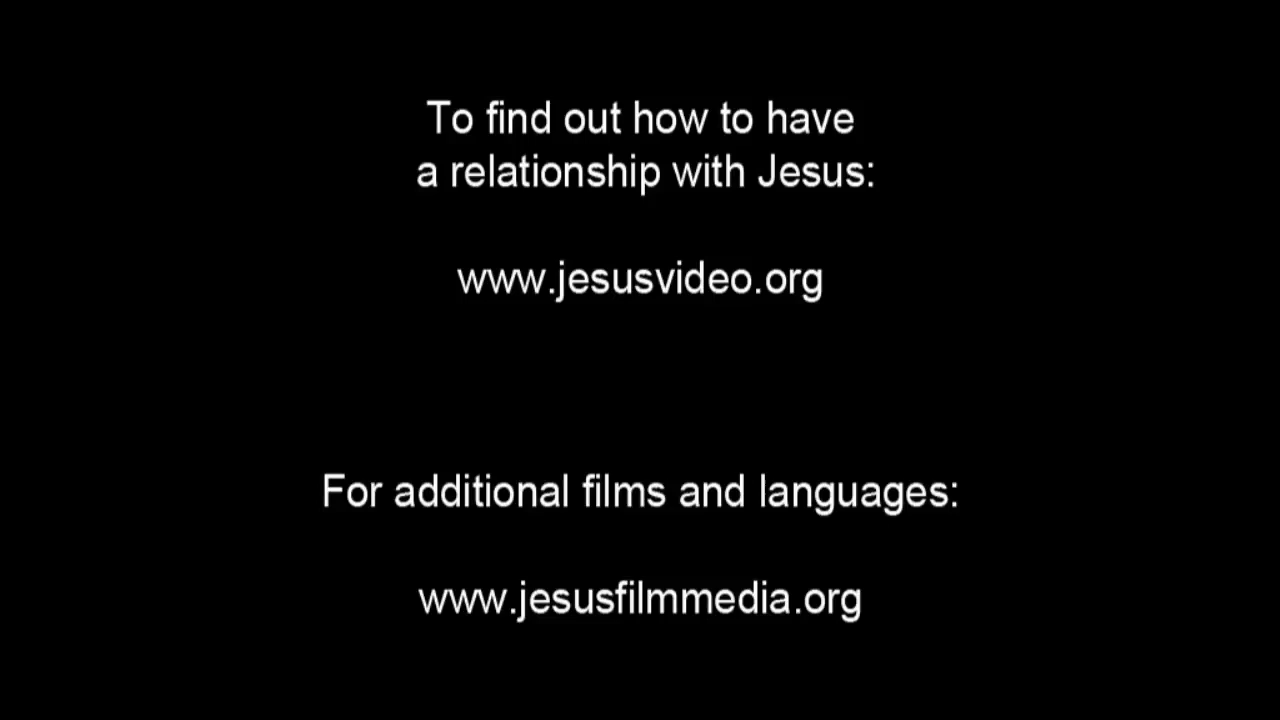 To find out how to have
a relationship with Jesus:
www.jesusvideo.org
For additional films and languages:
www.jesusfilmmedia.org